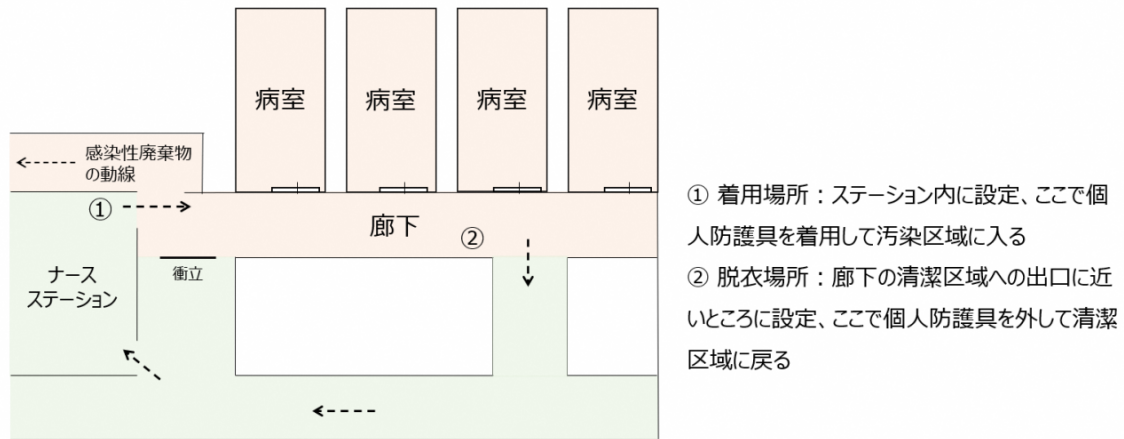 病室
病室
病室
病室
感染性廃棄物
の動線
①
廊下
②
衝立
ナース
ステーション
① 着用場所：ステーション内に設定、ここで個
人防護具を着用して汚染区域に入る
② 脱衣場所：廊下の清潔区域への出口に近
いところに設定、ここで個人防護具を外して清潔
区域に戻る